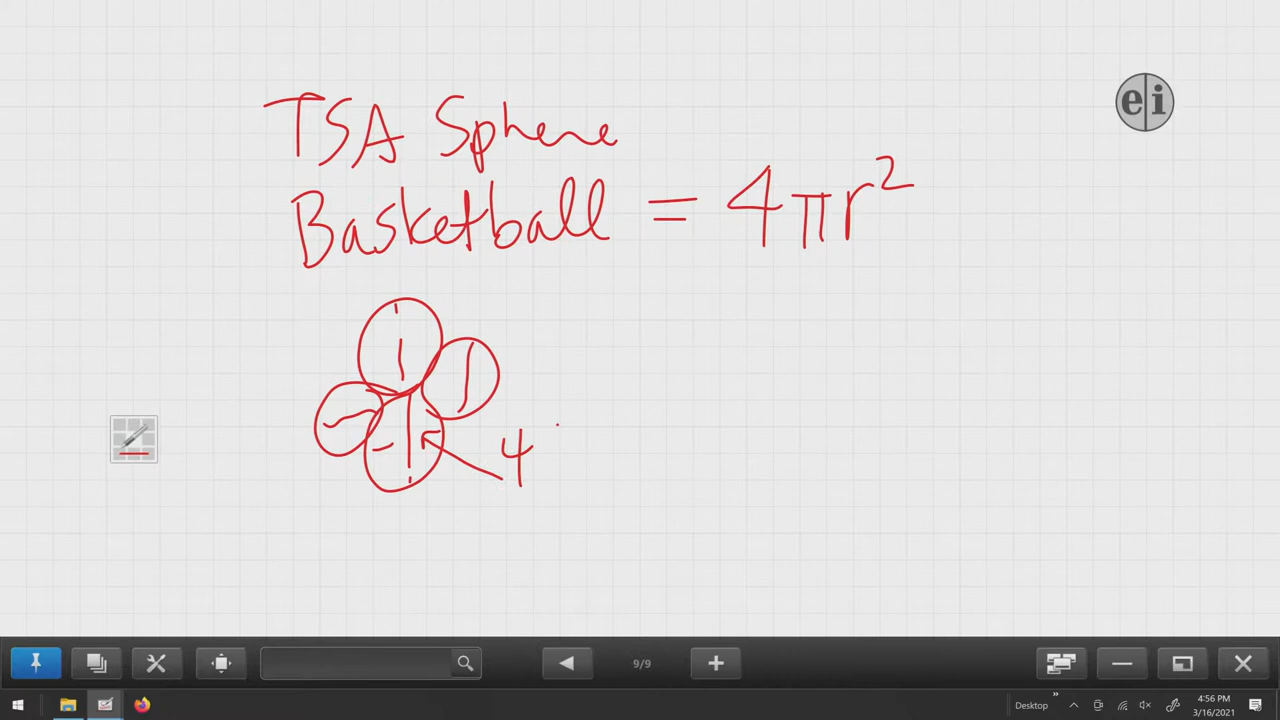 TSA Sphere
Basketball = 4πr²
4
ei
9/9
Desktop
4:56 PM
3/16/2021